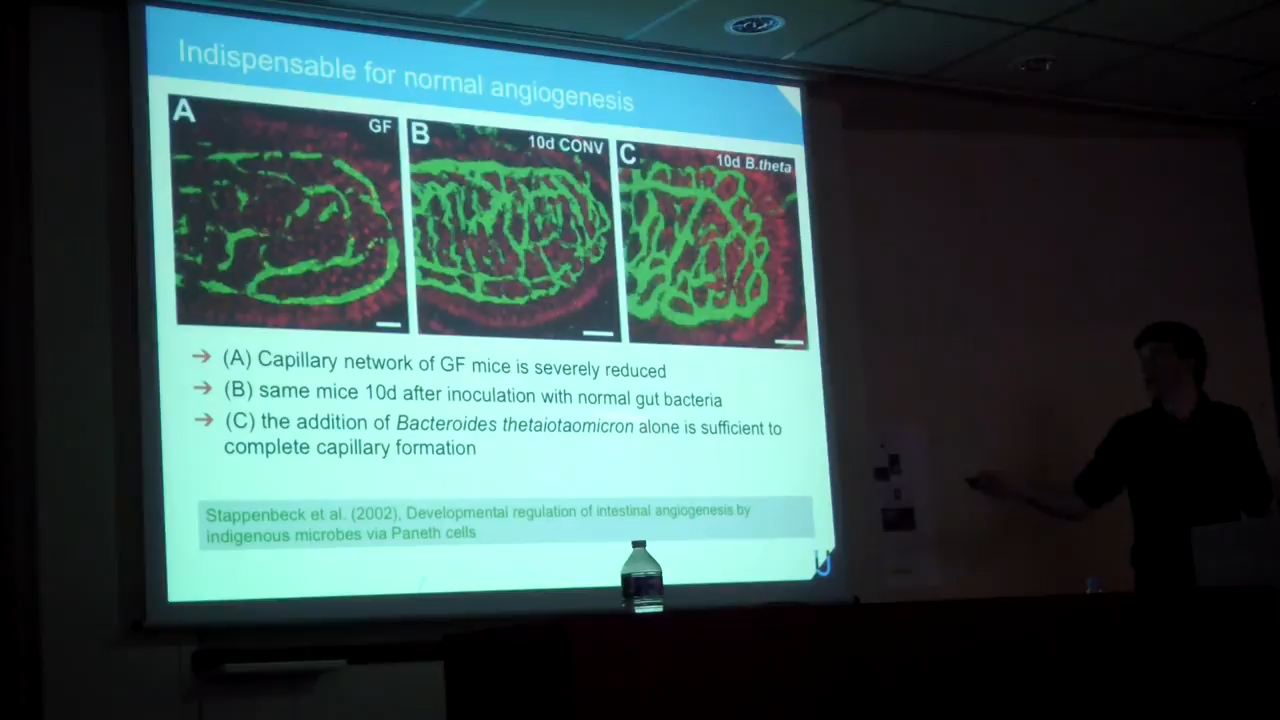 Indispensable for normal angiogenesis
A
GF
B
10d CONV
C
10d B.theta
➔ (A) Capillary network of GF mice is severely reduced
➔ (B) same mice 10d after inoculation with normal gut bacteria
➔ (C) the addition of Bacteroides thetaiotaomicron alone is sufficient to
complete capillary formation
Stappenbeck et al. (2002), Developmental regulation of intestinal angiogenesis by
indigenous microbes via Paneth cells